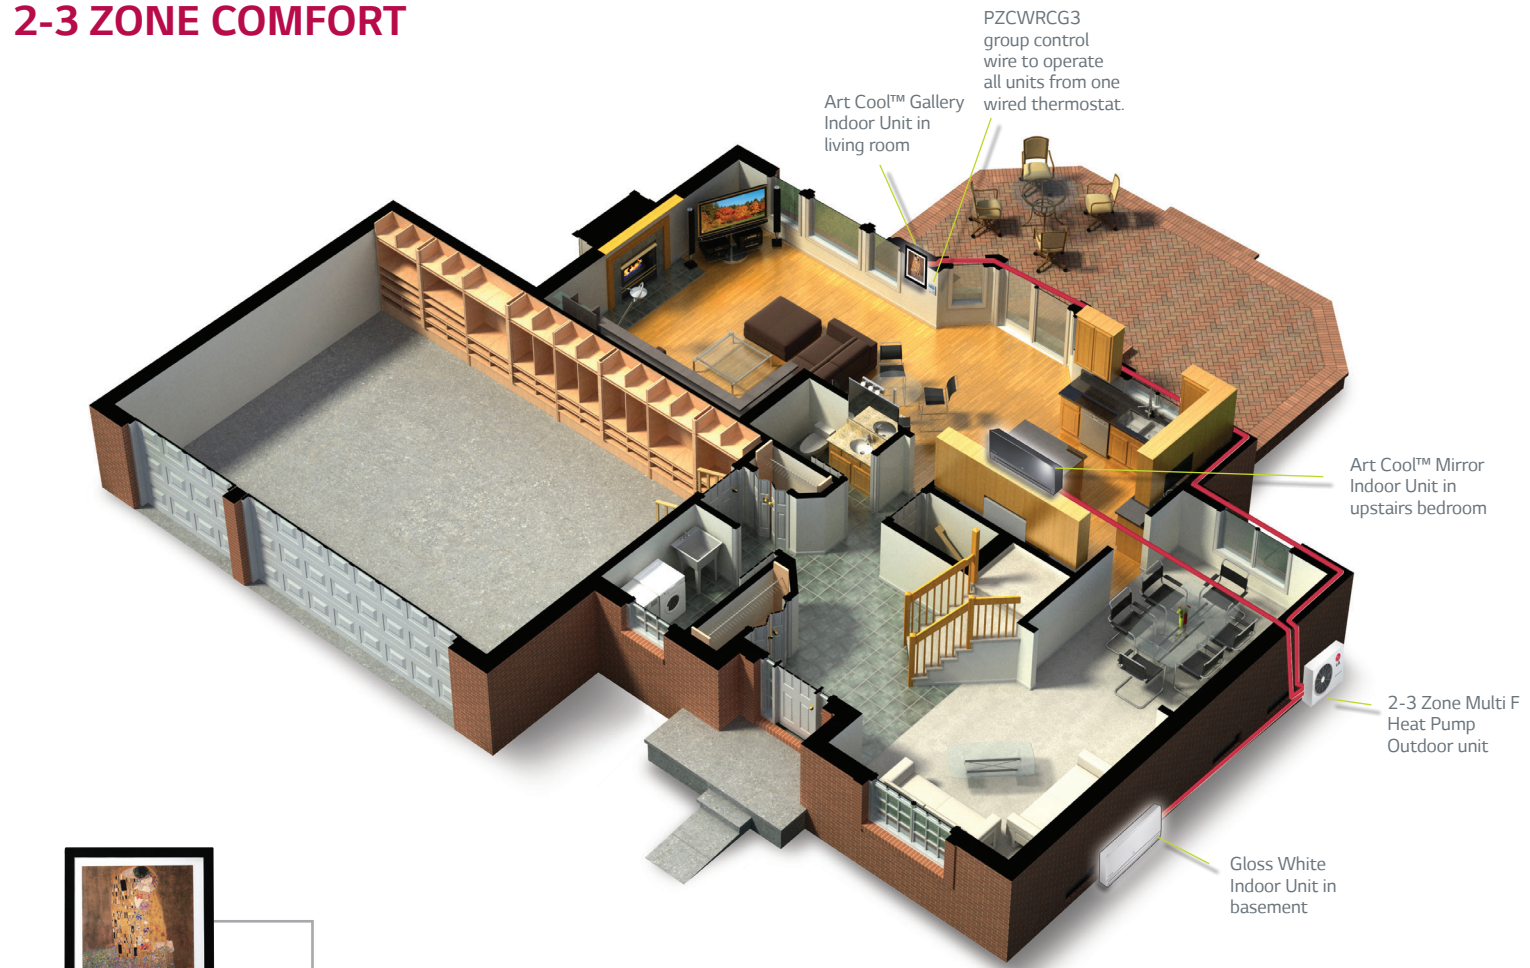 2-3 ZONE COMFORT
PZCWRCG3
group control
wire to operate
all units from one
wired thermostat.
Art Cool™ Gallery
Indoor Unit in
living room
Art Cool™ Mirror
Indoor Unit in
upstairs bedroom
2-3 Zone Multi F
Heat Pump
Outdoor unit
Gloss White
Indoor Unit in
basement